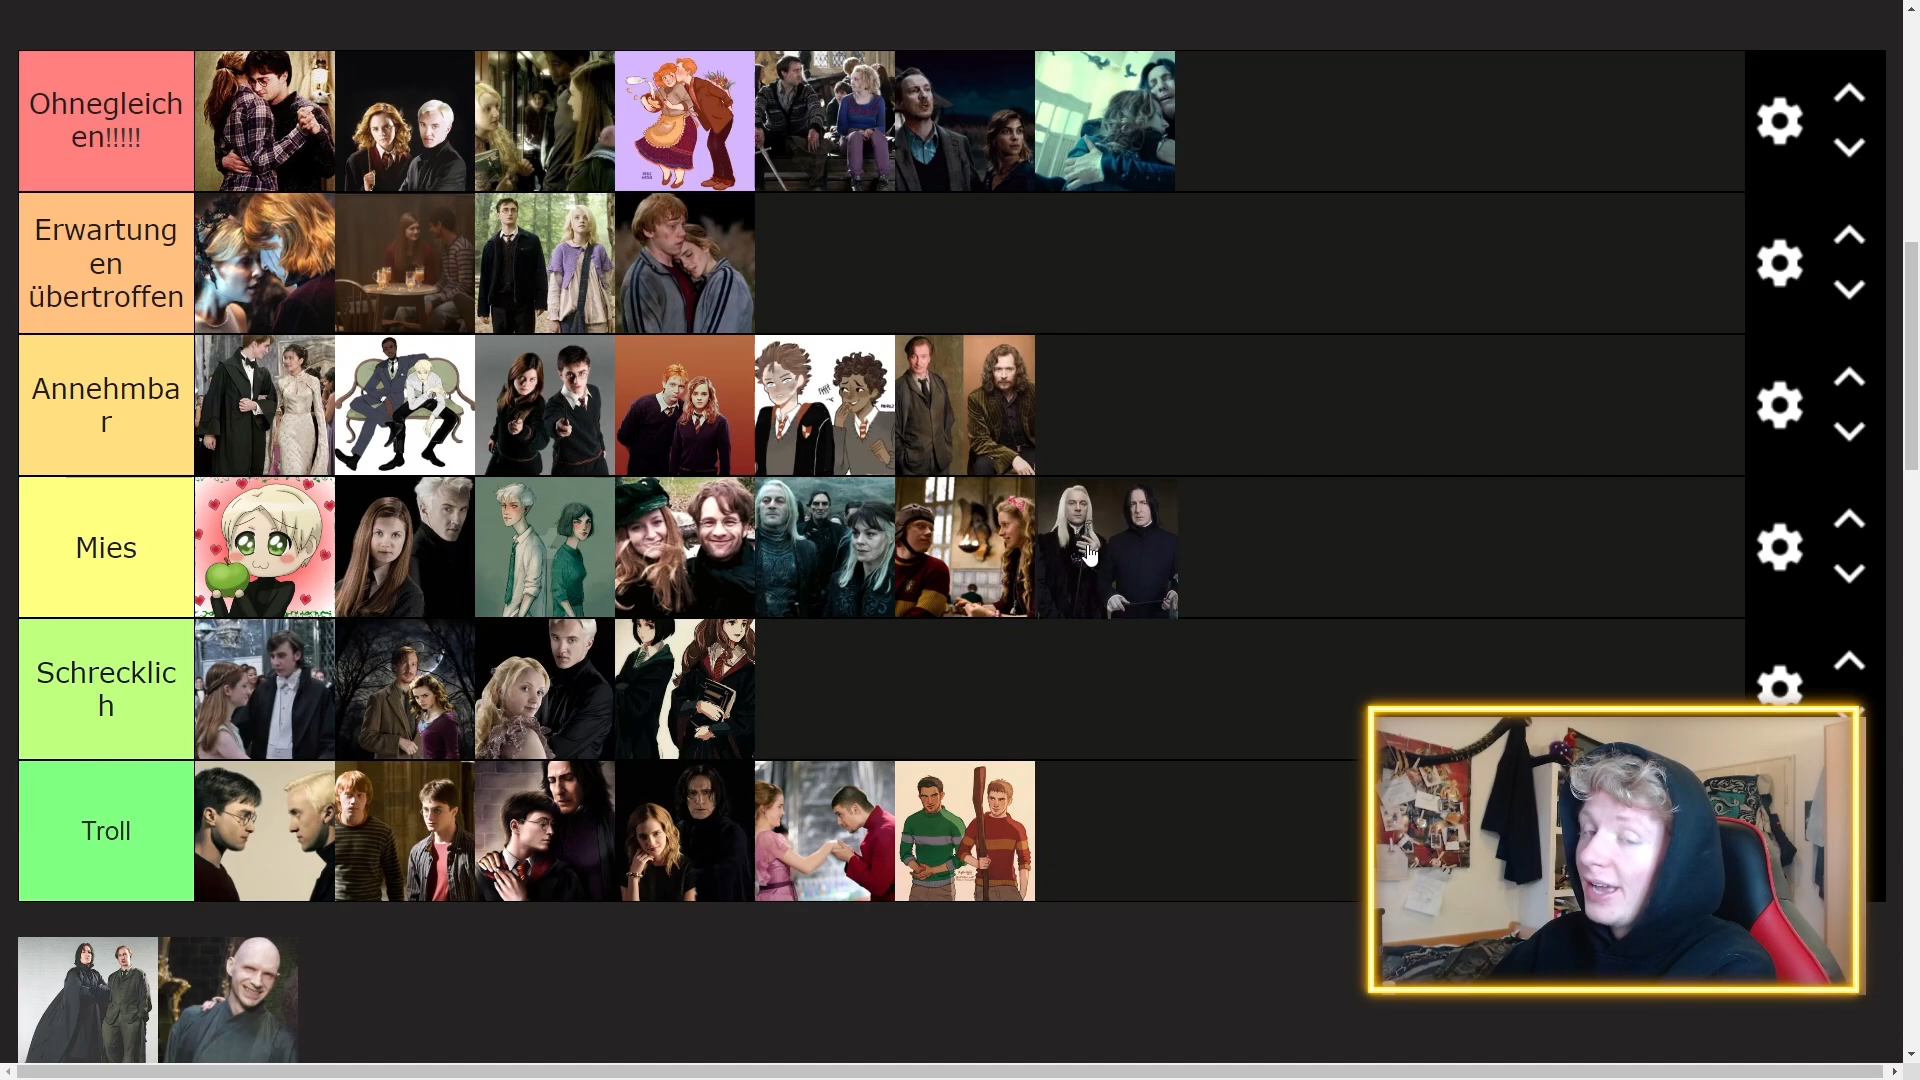 Ohnegleich
en!!!!!
Erwartung
en
übertroffen
Annehmba
r
Mies
Schrecklic
h
Troll